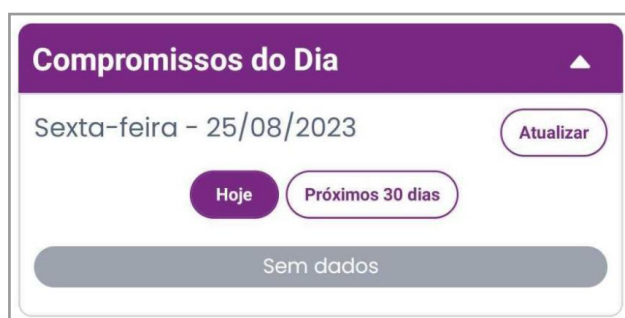 Compromissos do Dia
Sexta-feira - 25/08/2023
Atualizar
Hoje
Próximos 30 dias
Sem dados